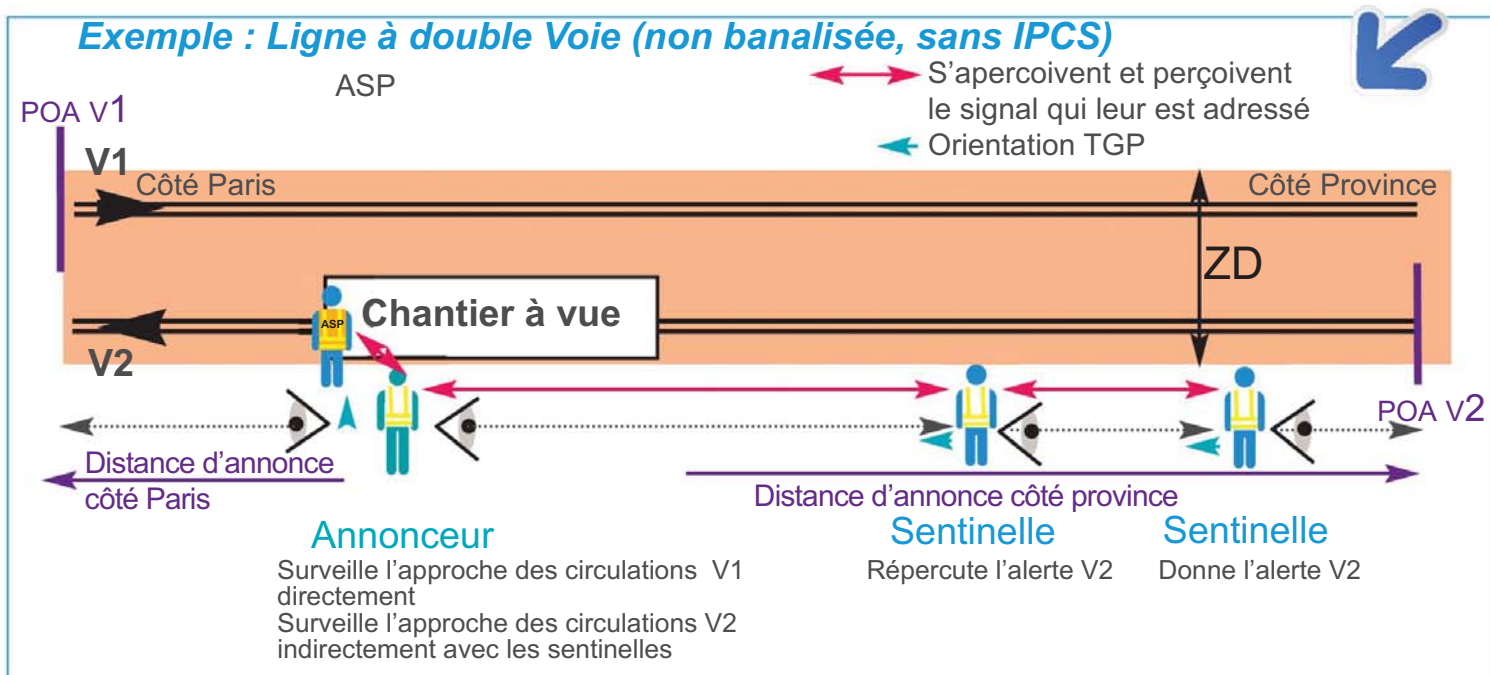 Exemple : Ligne à double Voie (non banalisée, sans IPCS)
ASP
S'apercoivent et perçoivent
le signal qui leur est adressé
Orientation TGP
POA V1
V1
Côté Paris
Côté Province
ZD
Chantier à vue
ASP
V2
POA V2
Distance d'annonce
côté Paris
Distance d'annonce côté province
Annonceur
Surveille l'approche des circulations V1
directement
Surveille l'approche des circulations V2
indirectement avec les sentinelles
Sentinelle
Répercute l'alerte V2
Sentinelle
Donne l'alerte V2